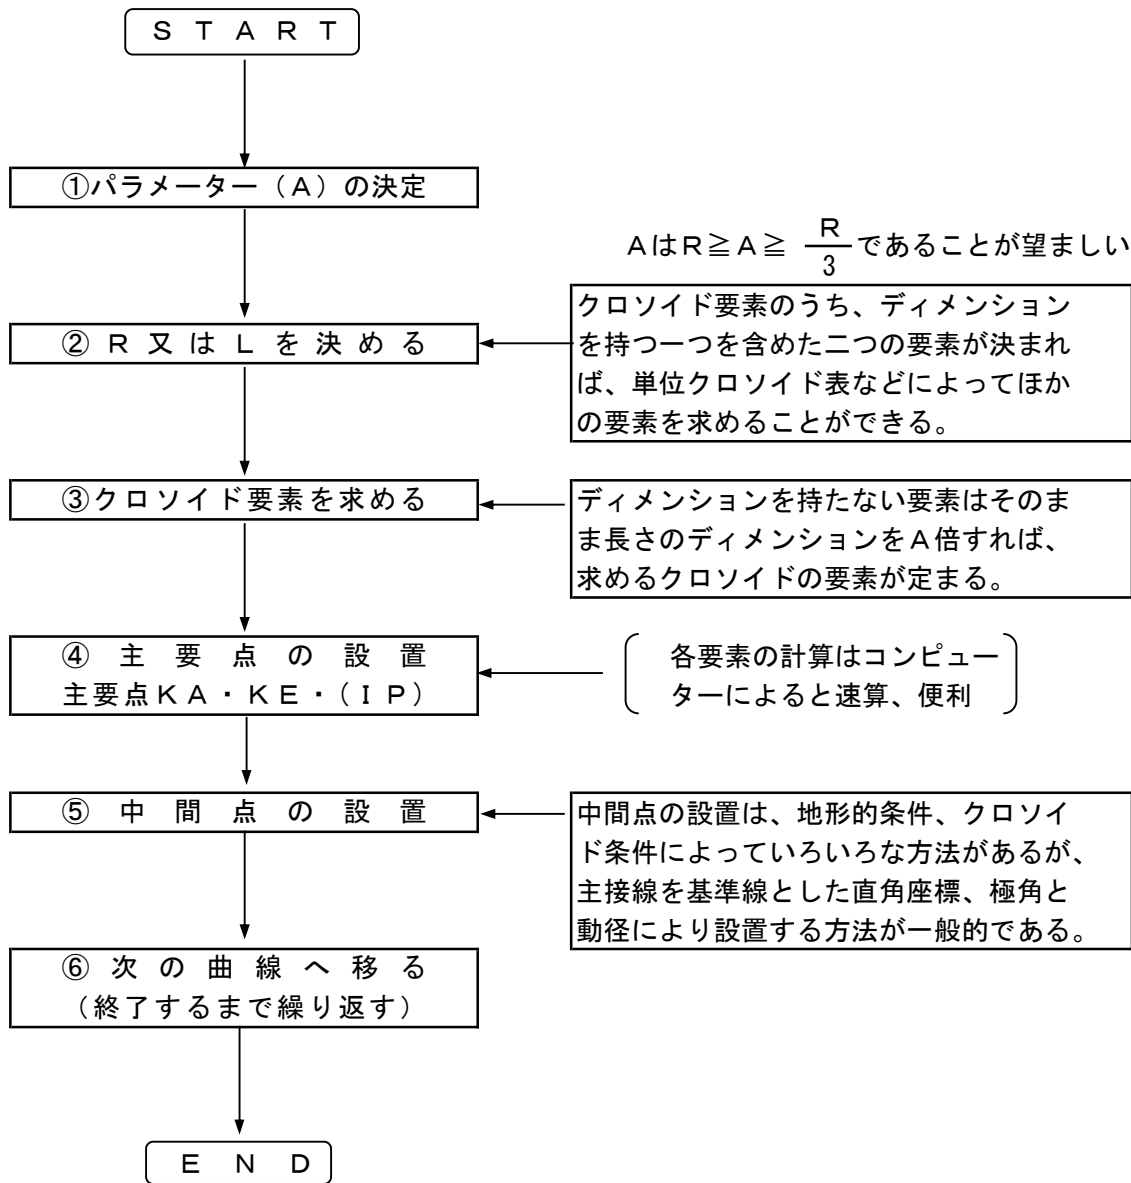 ＳＴＡＲＴ
①パラメーター（Ａ）の決定
ＡはＲ≧Ａ≧ Ｒ/3 であることが望ましい
②Ｒ又はＬを決める
クロソイド要素のうち、ディメンション
を持つ一つを含めた二つの要素が決まれ
ば、単位クロソイド表などによってほか
の要素を求めることができる。
③クロソイド要素を求める
ディメンションを持たない要素はそのま
ま長さのディメンションをＡ倍すれば、
求めるクロソイドの要素が定まる。
④主要点の設置
主要点ＫＡ・ＫＥ・（ＩＰ）
各要素の計算はコンピュー
ターによると速算、便利
⑤中間点の設置
中間点の設置は、地形的条件、クロソイ
ド条件によっていろいろな方法があるが、
主接線を基準線とした直角座標、極角と
動径により設置する方法が一般的である。
⑥次の曲線へ移る
（終了するまで繰り返す）
ＥＮＤ